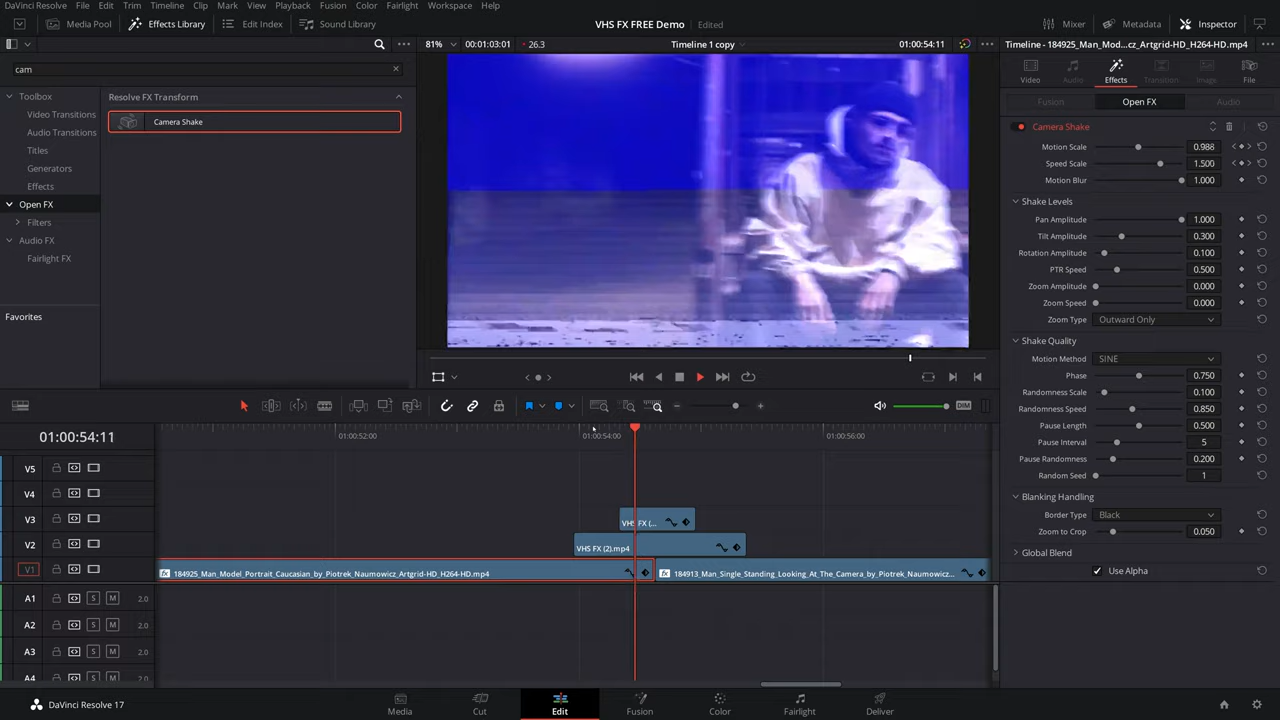 DaVinci Resolve File Edit Trim Timeline Clip Mark View Playback Fusion Color Fairlight Workspace Help
Media Pool Effects Library Edit Index Sound Library VHS FX FREE Demo Edited Mixer Metadata Inspector
81% 00:01:03:01 26.3 Timeline 1 copy 01:00:54:11 Timeline - 184925_Man_Mod...cz_Artgrid-HD_H264-HD.mp4
cam
Video Audio Effects Transition Image File
Toolbox
Video Transitions
Audio Transitions
Titles
Generators
Effects
Open FX
Filters
Audio FX
Fairlight FX
Favorites
Resolve FX Transform
Camera Shake
Fusion Open FX Audio
Camera Shake
Motion Scale 0.988
Speed Scale 1.500
Motion Blur 1.000
Shake Levels
Pan Amplitude 1.000
Tilt Amplitude 0.300
Rotation Amplitude 0.100
PTR Speed 0.500
Zoom Amplitude 0.000
Zoom Speed 0.000
Zoom Type Outward Only
Shake Quality
Motion Method SINE
Phase 0.750
Randomness Scale 0.100
Randomness Speed 0.850
Pause Length 0.500
Pause Interval 5
Pause Randomness 0.200
Random Seed 1
Blanking Handling
Border Type Black
Zoom to Crop 0.050
Global Blend
Use Alpha
DIM
01:00:54:11 01:00:52:00 01:00:54:00 01:00:56:00
V5
V4
V3 VHS FX (...
V2 VHS FX (2).mp4
V1 184925_Man_Model_Portrait_Caucasian_by_Piotrek_Naumowicz_Artgrid-HD_H264-HD.mp4 184913_Man_Single_Standing_Looking_At_The_Camera_by_Piotrek_Naumowicz...
A1 S M 2.0
A2 S M 2.0
A3 S M 2.0
A4 S M 2.0
DaVinci Resolve 17 Media Cut Edit Fusion Color Fairlight Deliver